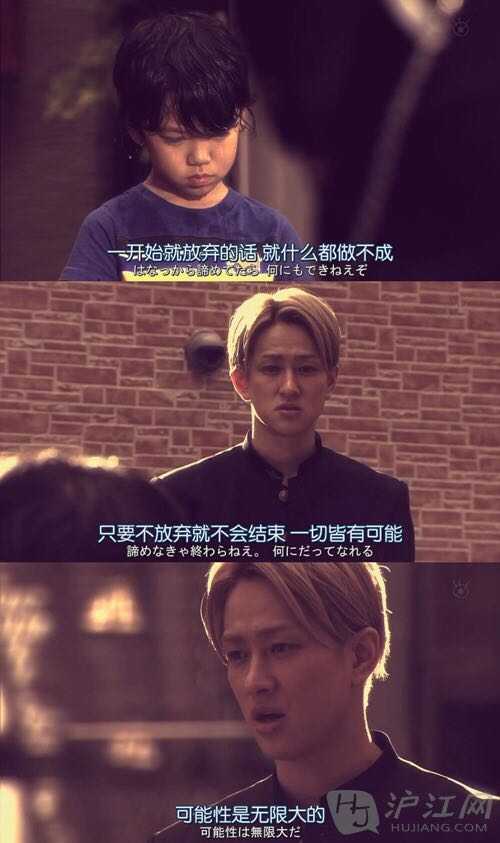 一开始就放弃的话 就什么都做不成
はなっから諦めてたら 何にもできねえぞ
只要不放弃就不会结束 一切皆有可能
諦めなきゃ終わらねえ。 何にだってなれる
可能性是无限大的
可能性は無限大だ
HJ 沪江网
HUJIANG.COM